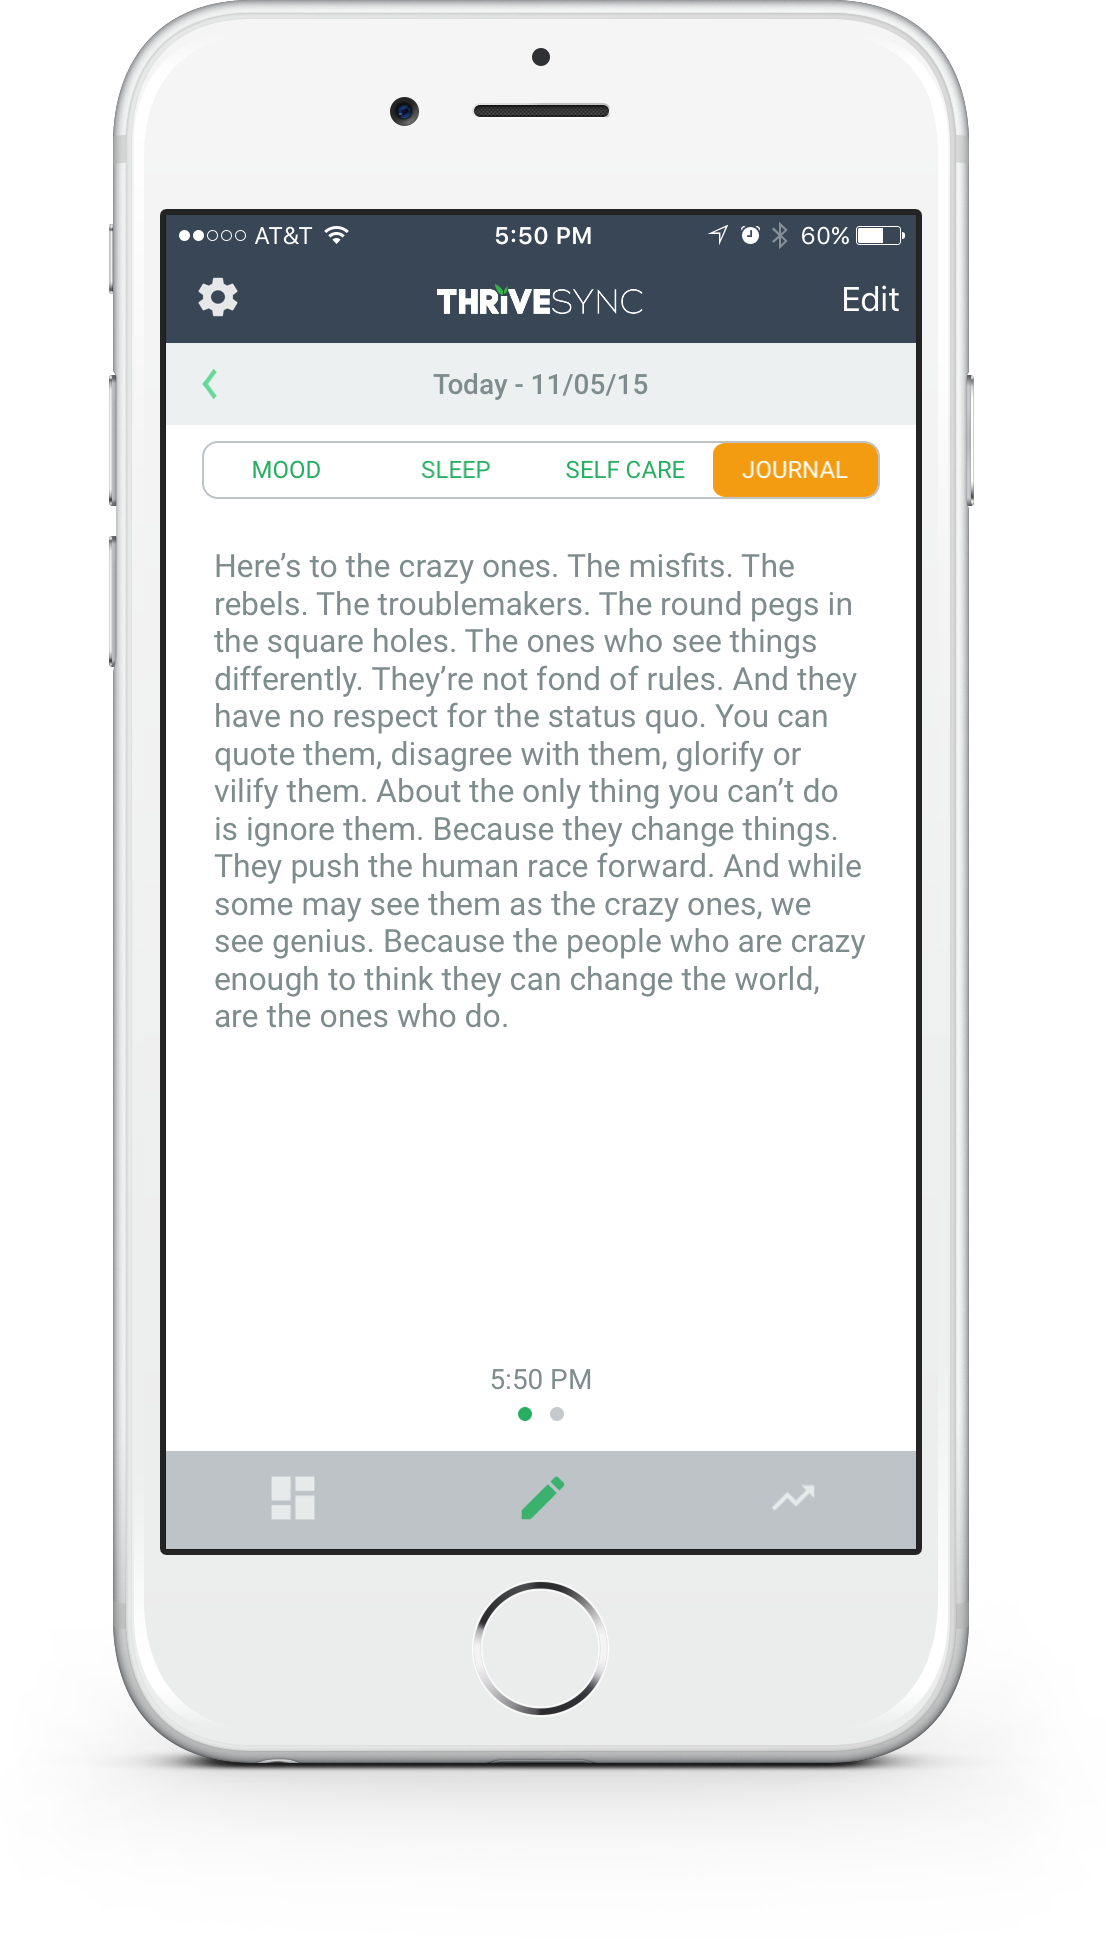 AT&T 5:50 PM 60%
THRIVESYNC Edit
Today - 11/05/15
MOOD SLEEP SELF CARE JOURNAL
Here’s to the crazy ones. The misfits. The
rebels. The troublemakers. The round pegs in
the square holes. The ones who see things
differently. They’re not fond of rules. And they
have no respect for the status quo. You can
quote them, disagree with them, glorify or
vilify them. About the only thing you can’t do
is ignore them. Because they change things.
They push the human race forward. And while
some may see them as the crazy ones, we
see genius. Because the people who are crazy
enough to think they can change the world,
are the ones who do.
5:50 PM